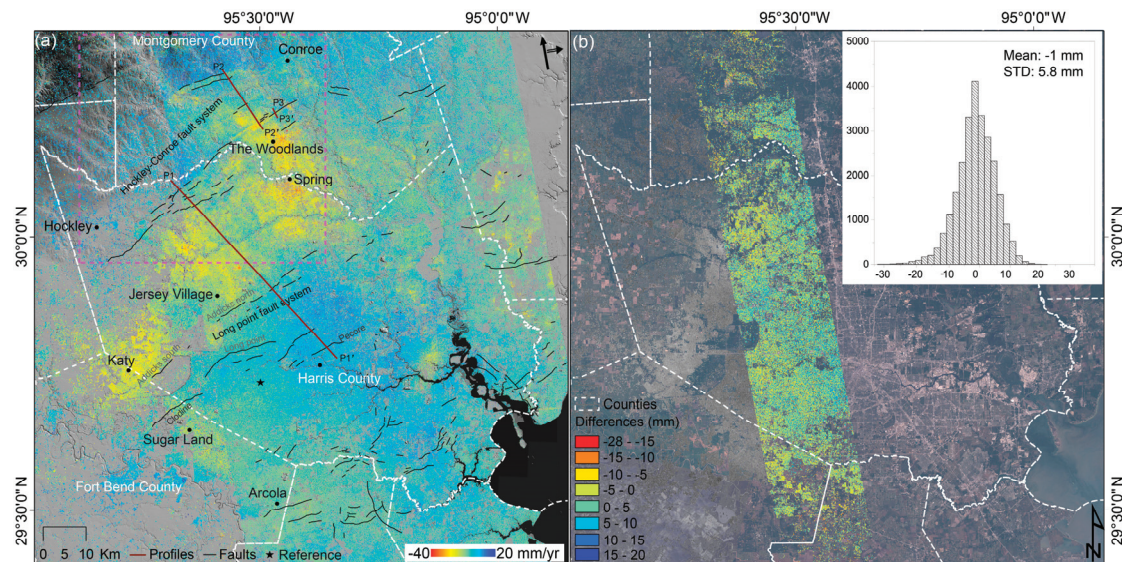 95°30'0"W
95°0'0"W
95°30'0"W
95°0'0"W
(a)
Montgomery County
Conroe
P2
P3
P3'
P2'
Hockley-Conroe fault system
The Woodlands
P1
Spring
Hockley
30°0'0"N
Jersey Village
Addicks north
Long point fault system
Pecore
Katy
P1'
Harris County
Clodine
Sugar Land
Fort Bend County
Arcola
29°30'0"N
0 5 10 Km
Profiles
Faults
Reference
-40
20 mm/yr
(b)
5000
4000
3000
2000
1000
0
Mean: -1 mm
STD: 5.8 mm
-30 -20 -10 0 10 20 30
30°0'0"N
Counties
Differences (mm)
-28 - -15
-15 - -10
-10 - -5
-5 - 0
0 - 5
5 - 10
10 - 15
15 - 20
29°30'0"N
N